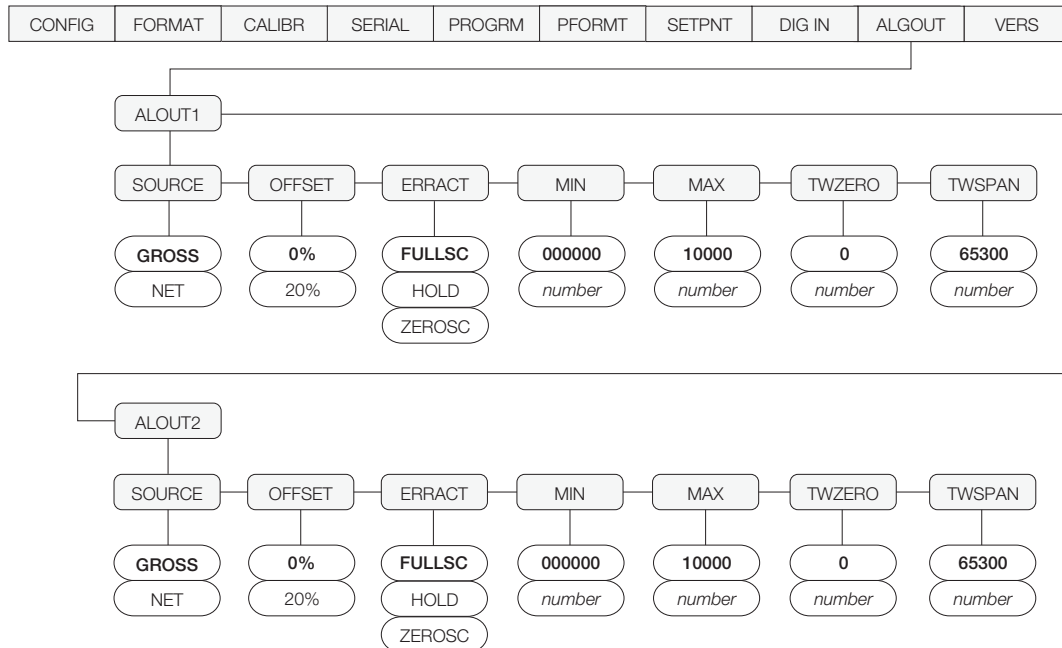 CONFIG FORMAT CALIBR SERIAL PROGRM PFORMT SETPNT DIG IN ALGOUT VERS
ALOUT1
SOURCE OFFSET ERRACT MIN MAX TWZERO TWSPAN
GROSS 0% FULLSC 000000 10000 0 65300
NET 20% HOLD number number number number
ZEROSC
ALOUT2
SOURCE OFFSET ERRACT MIN MAX TWZERO TWSPAN
GROSS 0% FULLSC 000000 10000 0 65300
NET 20% HOLD number number number number
ZEROSC